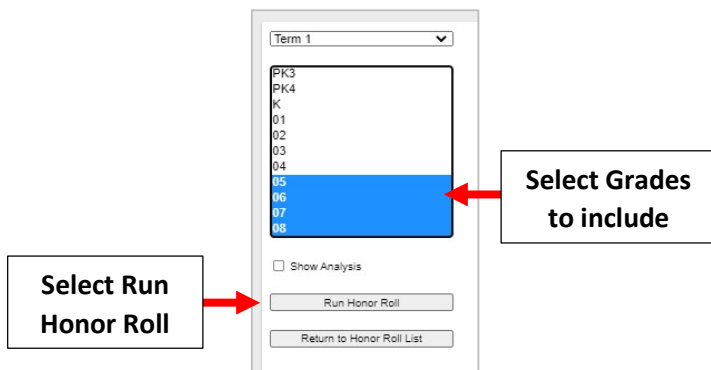 Term 1
PK3
PK4
K
01
02
03
04
05
06
07
08
Select Grades
to include
Show Analysis
Select Run
Honor Roll
Run Honor Roll
Return to Honor Roll List